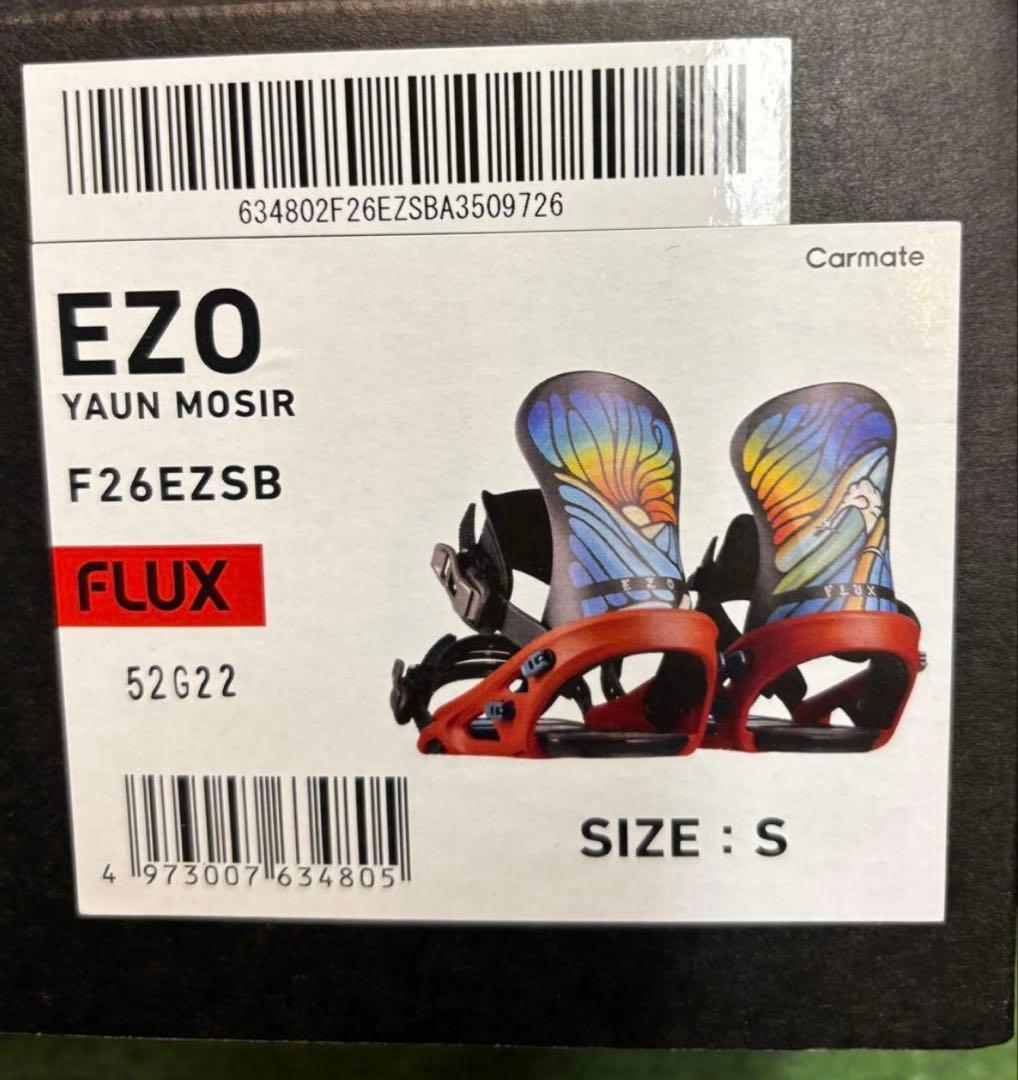 634802F26EZSBA3509726
Carmate
EZO
YAUN MOSIR
F26EZSB
FLUX
52G22
EZO
FLUX
4 973007 634805
SIZE : S